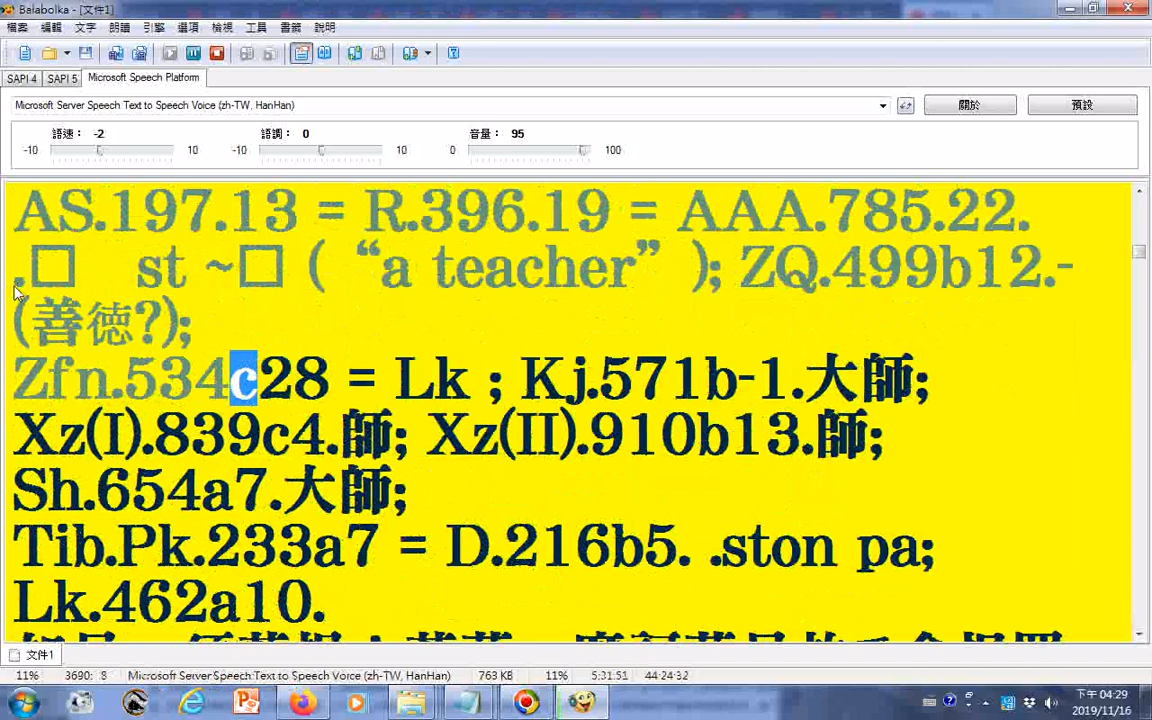 Balabolka - [文件1]
檔案 編輯 文字 朗讀 引擎 選項 檢視 工具 書籤 說明
SAPI 4 SAPI 5 Microsoft Speech Platform
Microsoft Server Speech Text to Speech Voice (zh-TW, HanHan) 關於 預設
語速： -2 語調： 0 音量： 95
-10 10 -10 10 0 100
AS.197.13 = R.396.19 = AAA.785.22.
.□ st ~□ ( “a teacher” ); ZQ.499b12.-
(善徳?);
Zfn.534c28 = Lk ; Kj.571b-1.大師;
Xz(I).839c4.師; Xz(II).910b13.師;
Sh.654a7.大師;
Tib.Pk.233a7 = D.216b5. .ston pa;
Lk.462a10.
文件1
11% 3690: 8 Microsoft Server Speech Text to Speech Voice (zh-TW, HanHan) 763 KB 11% 5:31:51 44:24:32
下午 04:29
2019/11/16